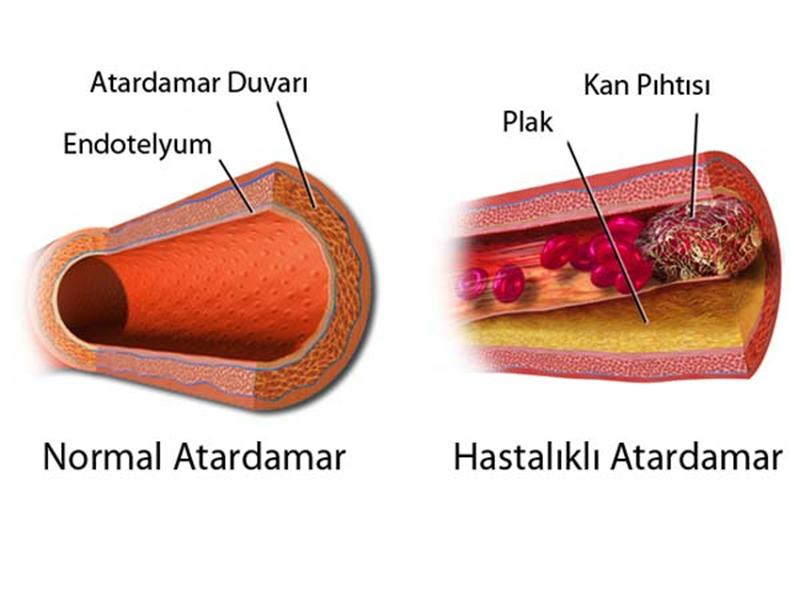 Atardamar Duvarı
Endotelyum
Normal Atardamar
Kan Pıhtısı
Plak
Hastalıklı Atardamar